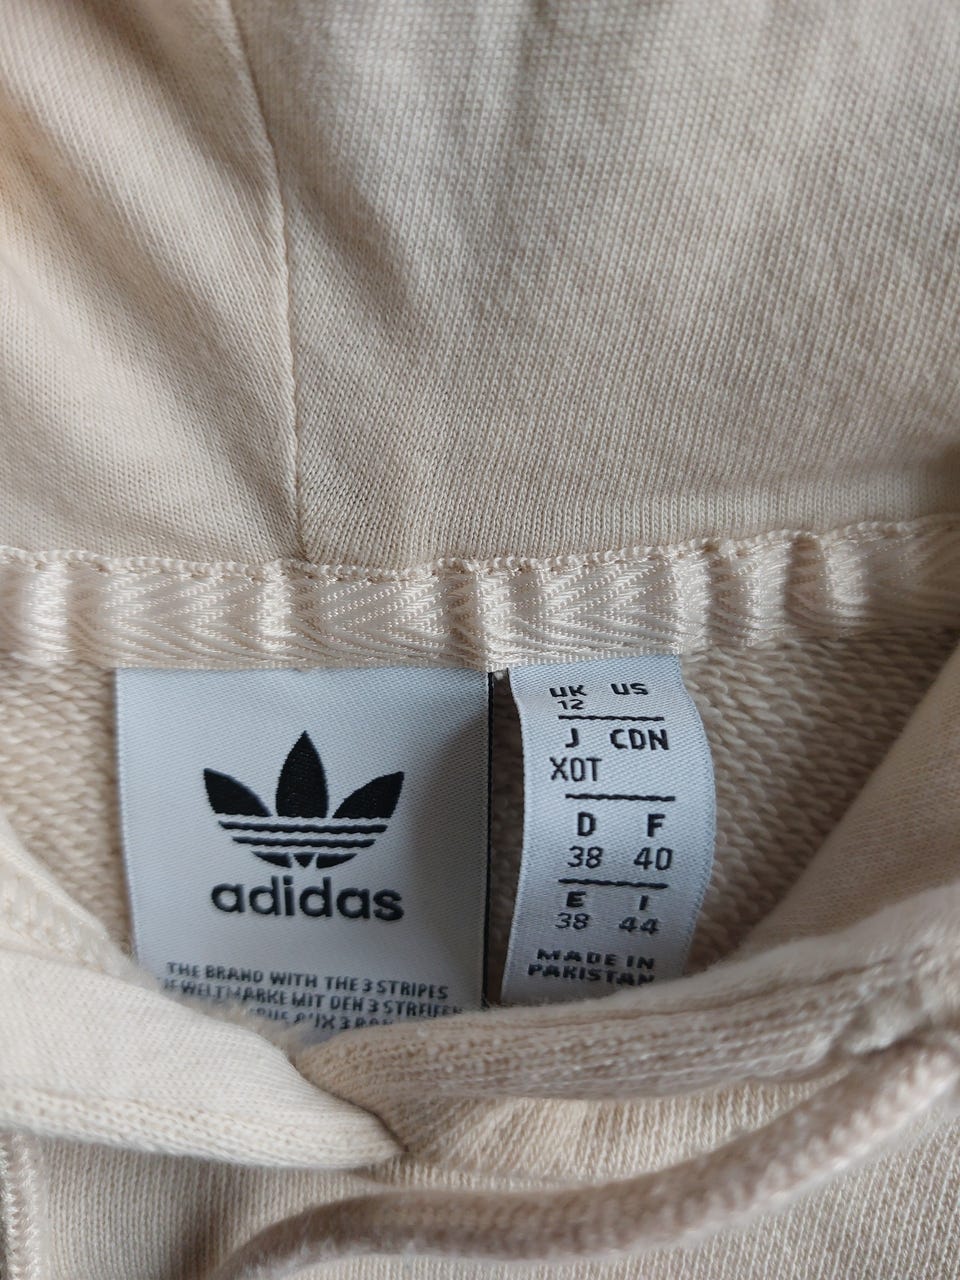 adidas
THE BRAND WITH THE 3 STRIPES
WELTMARKE MIT DEN 3 STREIFEN
UK US
12
J CDN
XOT
D F
38 40
E I
38 44
MADE IN
PAKISTAN